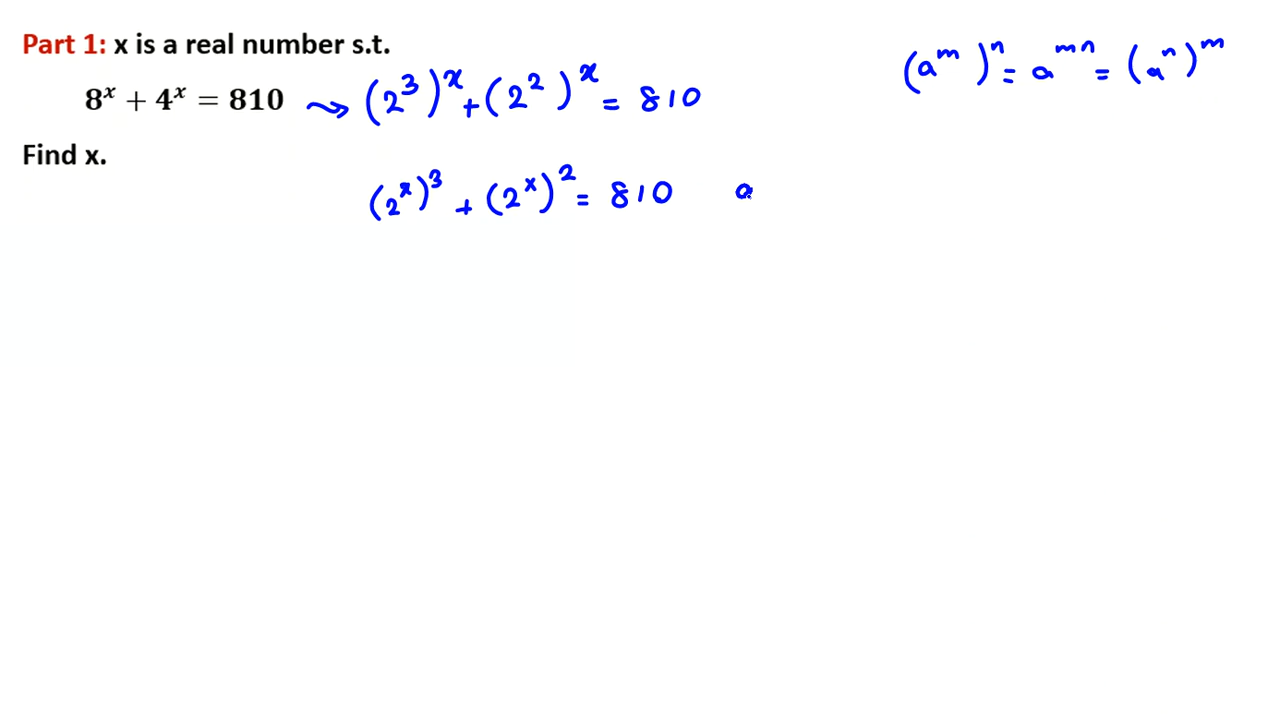 Part 1: x is a real number s.t.
(a^m)^n = a^mn = (a^n)^m
8^x + 4^x = 810 ⇝ (2^3)^x + (2^2)^x = 810
Find x.
(2^x)^3 + (2^x)^2 = 810 a